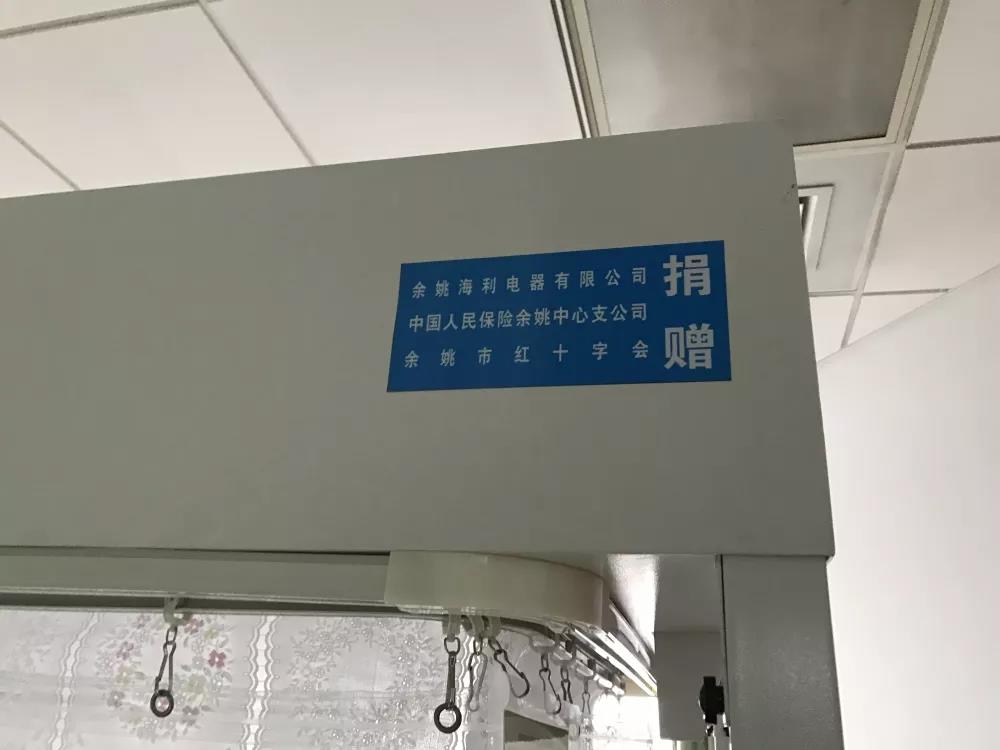 余姚海利电器有限公司
中国人民保险余姚中心支公司
余姚市红十字会
捐赠